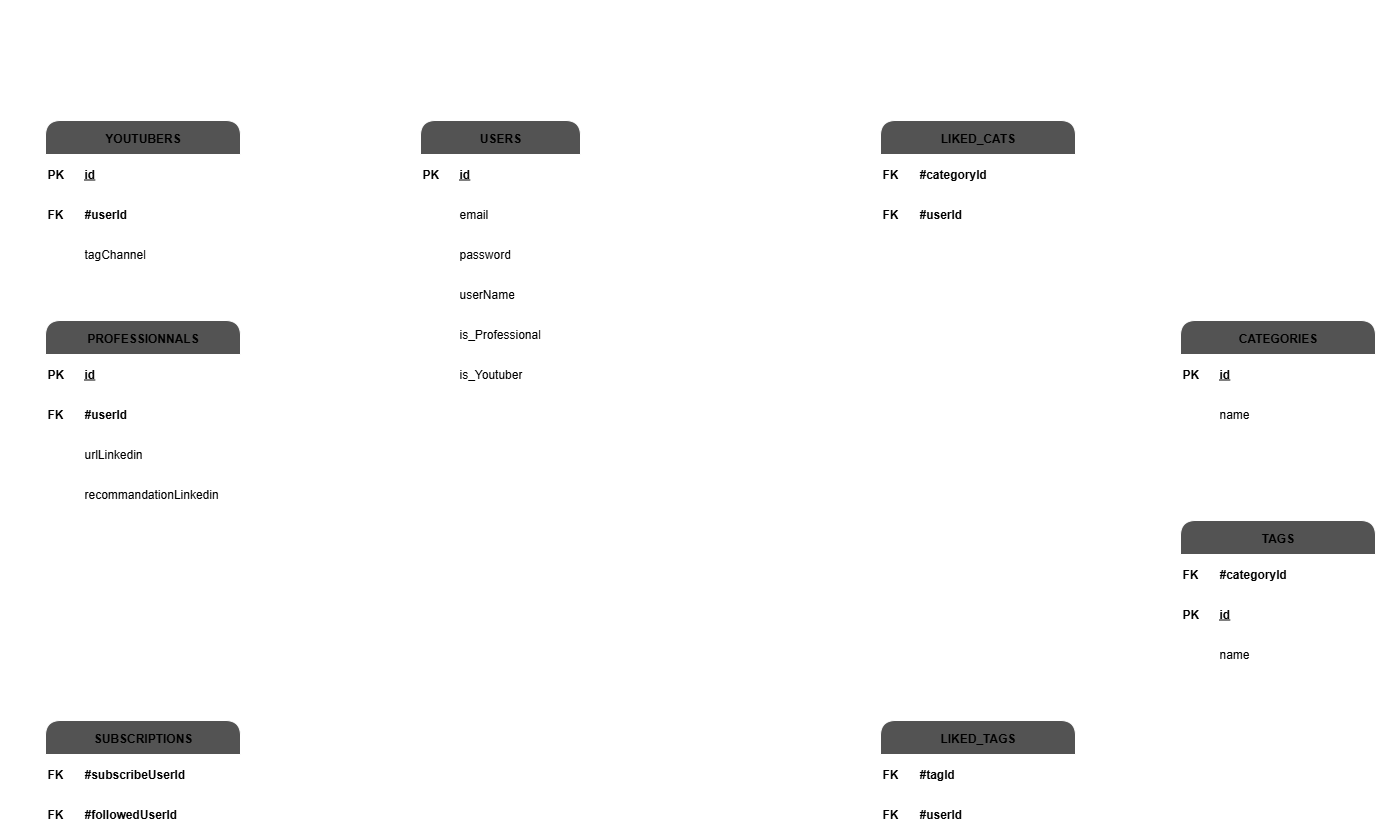 YOUTUBERS
PK id
FK #userId
tagChannel
USERS
PK id
email
password
userName
is_Professional
is_Youtuber
LIKED_CATS
FK #categoryId
FK #userId
PROFESSIONNALS
PK id
FK #userId
urlLinkedin
recommandationLinkedin
CATEGORIES
PK id
name
TAGS
FK #categoryId
PK id
name
SUBSCRIPTIONS
FK #subscribeUserId
FK #followedUserId
LIKED_TAGS
FK #tagId
FK #userId